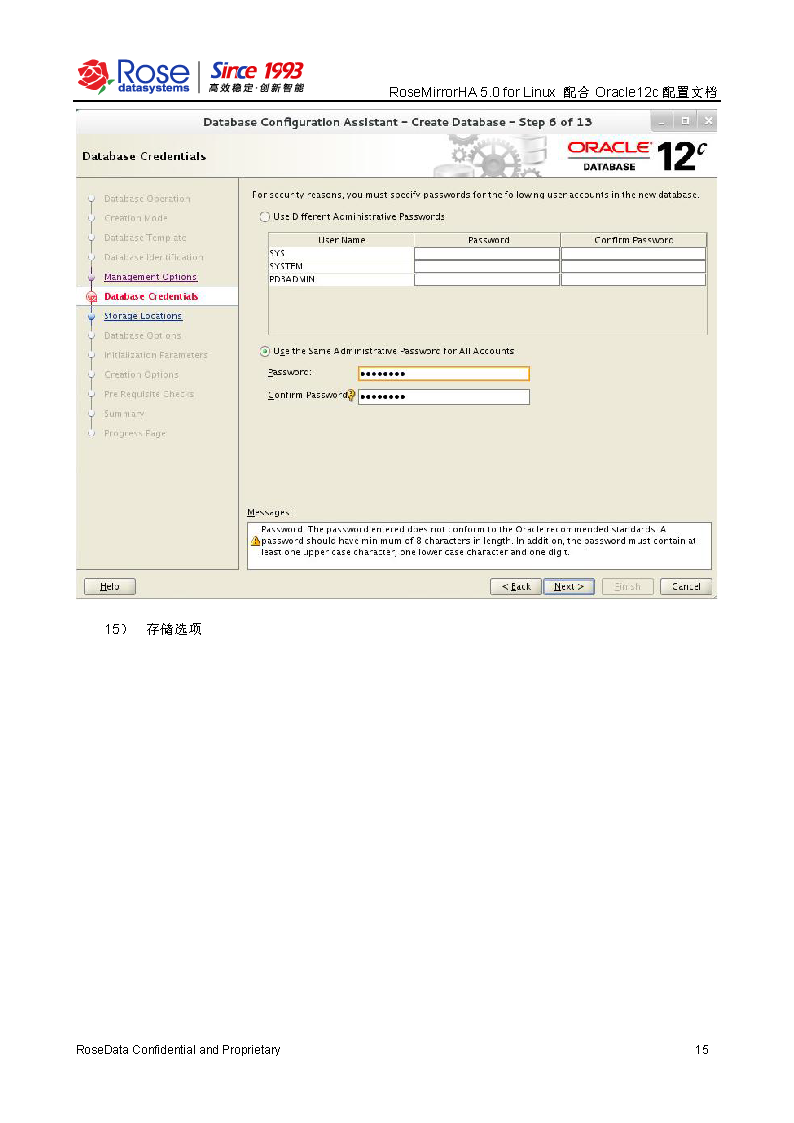 Rose
datasystems
Since 1993
高效稳定·创新智能
RoseMirrorHA 5.0 for Linux 配合 Oracle12c 配置文档
Database Configuration Assistant - Create Database - Step 6 of 13
Database Credentials
ORACLE
DATABASE
12c
Database Operation
Creation Mode
Database Template
Database Identification
Management Options
Database Credentials
Storage Locations
Database Options
Initialization Parameters
Creation Options
Pre Requisite Checks
Summary
Progress Page
For security reasons, you must specify passwords for the following user accounts in the new database.
Use Different Administrative Passwords
User Name Password Confirm Password
SYS
SYSTEM
PDBADMIN
Use the Same Administrative Password for All Accounts
Password: ••••••••
Confirm Password: ••••••••
Messages
Password: The password entered does not conform to the Oracle recommended standards. A
password should have minimum of 8 characters in length. In addition, the password must contain at
least one upper case character, one lower case character and one digit.
Help < Back Next > Finish Cancel
15） 存储选项
RoseData Confidential and Proprietary 15